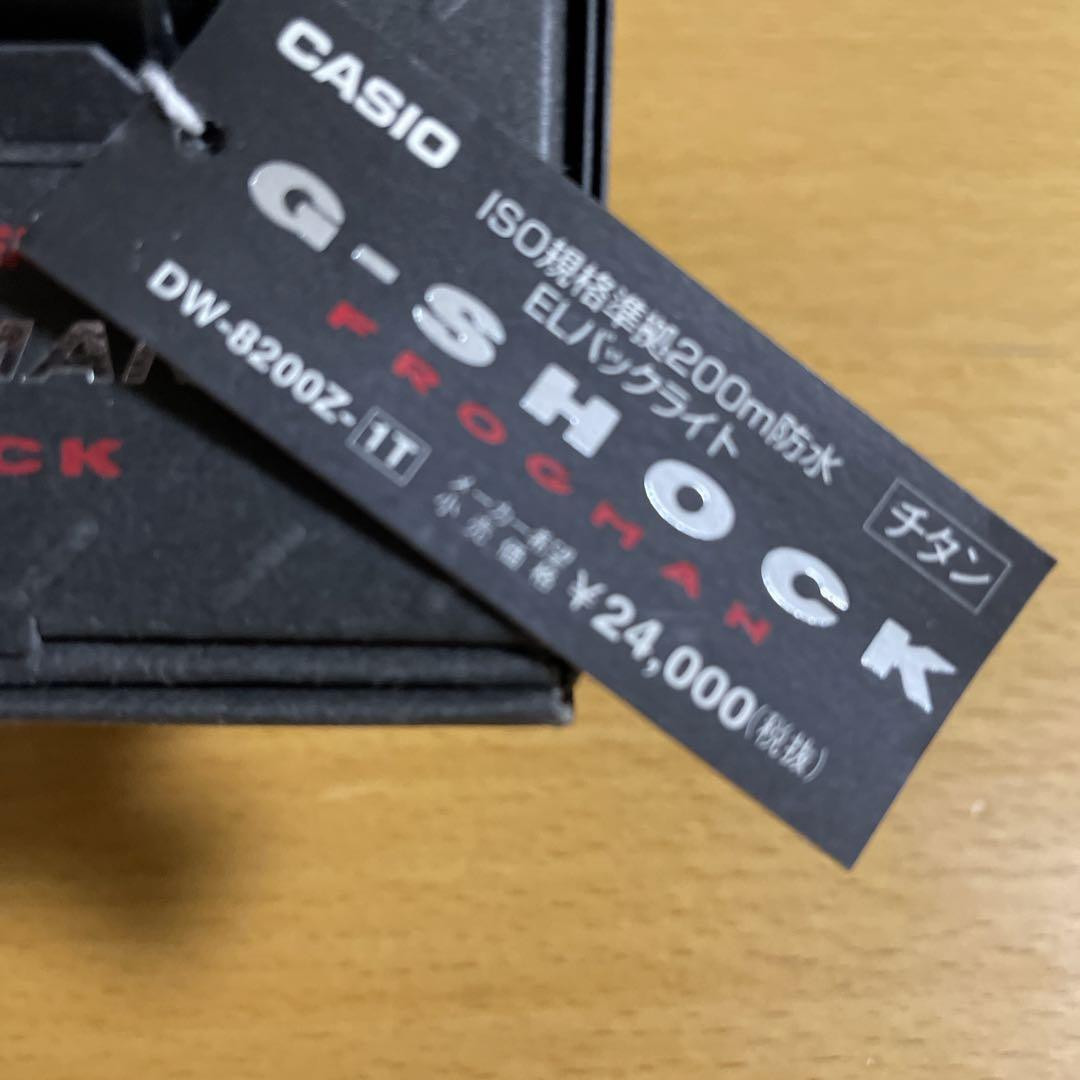 CASIO
ISO規格準拠200m防水
ELバックライト
チタン
G-SHOCK
FROGMAN
DW-8200Z-1T
メーカー希望
小売価格
¥24,000(税抜)
MAN
CK